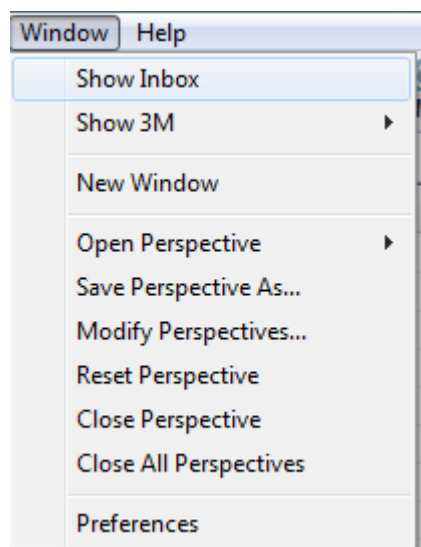 Window Help
Show Inbox
Show 3M
New Window
Open Perspective
Save Perspective As...
Modify Perspectives...
Reset Perspective
Close Perspective
Close All Perspectives
Preferences